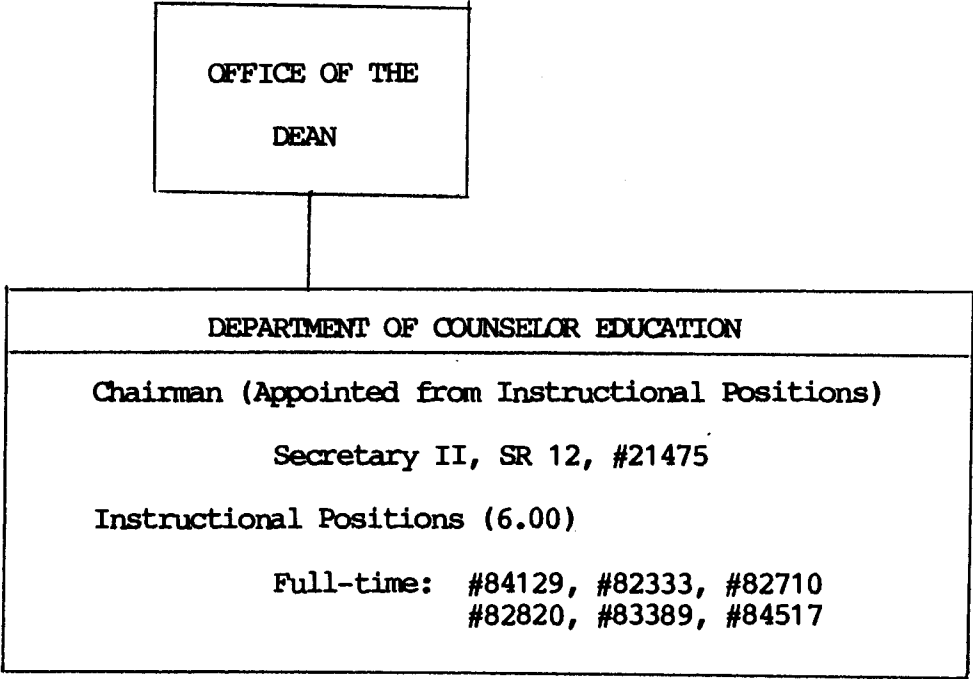 OFFICE OF THE
DEAN
DEPARTMENT OF COUNSELOR EDUCATION
Chairman (Appointed from Instructional Positions)
Secretary II, SR 12, #21475
Instructional Positions (6.00)
Full-time: #84129, #82333, #82710
#82820, #83389, #84517